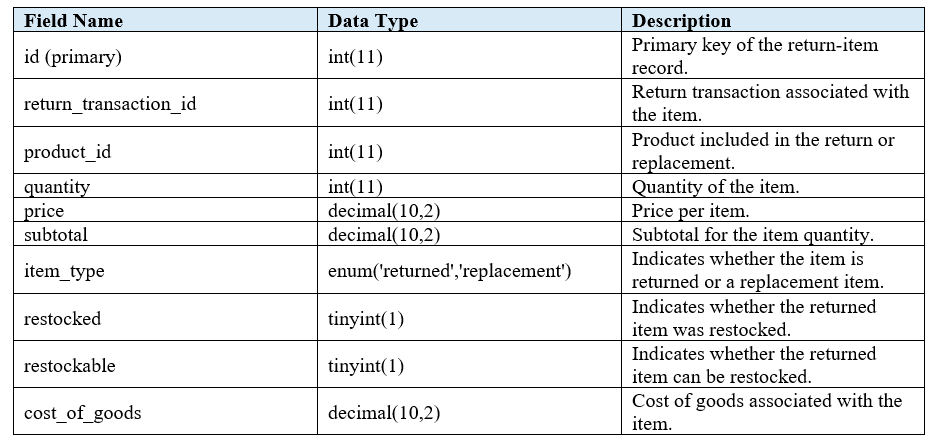 Field Name Data Type Description
id (primary) int(11) Primary key of the return-item
record.
return_transaction_id int(11) Return transaction associated with
the item.
product_id int(11) Product included in the return or
replacement.
quantity int(11) Quantity of the item.
price decimal(10,2) Price per item.
subtotal decimal(10,2) Subtotal for the item quantity.
item_type enum('returned','replacement') Indicates whether the item is
returned or a replacement item.
restocked tinyint(1) Indicates whether the returned
item was restocked.
restockable tinyint(1) Indicates whether the returned
item can be restocked.
cost_of_goods decimal(10,2) Cost of goods associated with the
item.